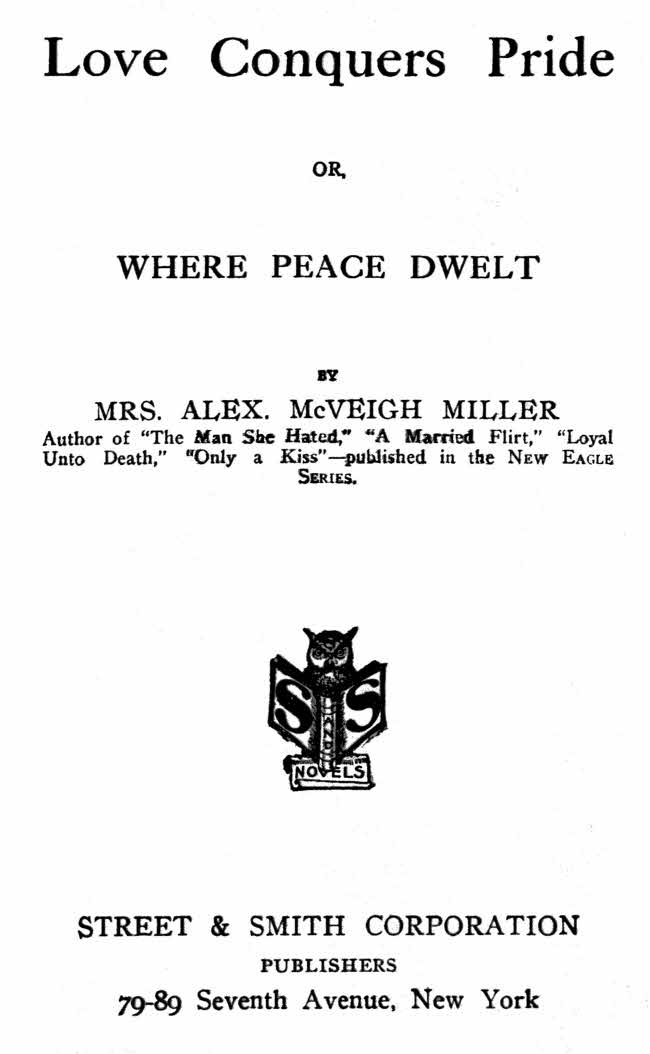 Love Conquers Pride
OR,
WHERE PEACE DWELT
BY
MRS. ALEX. McVEIGH MILLER
Author of "The Man She Hated," "A Married Flirt," "Loyal
Unto Death," "Only a Kiss"—published in the NEW EAGLE
SERIES.
S AND S
NOVELS
STREET & SMITH CORPORATION
PUBLISHERS
79-89 Seventh Avenue, New York